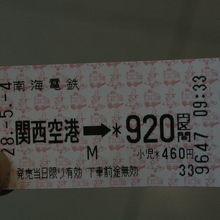 28.-5.-4
南海電鉄
関西空港➡*920円
M 小児*460円
発売当日限り有効 下車前途無効 33
9647 09:33